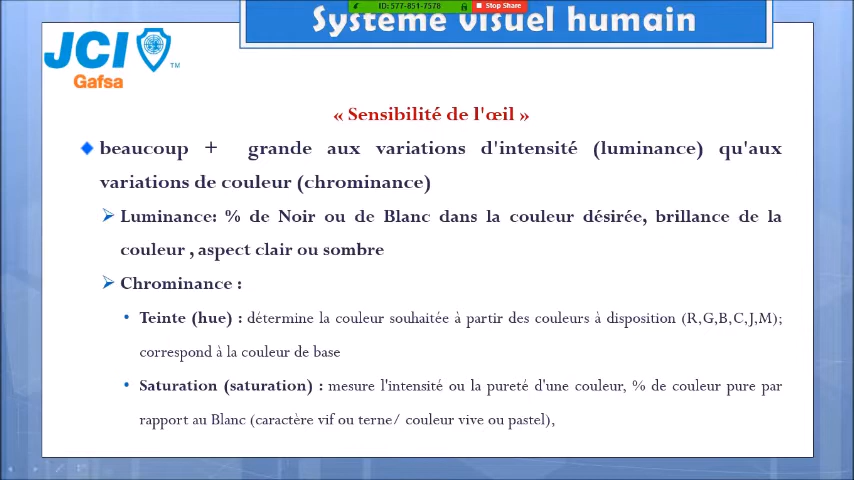 ID: 577-851-7578
Stop Share
Système visuel humain
JCI
TM
Gafsa
« Sensibilité de l'œil »
beaucoup + grande aux variations d'intensité (luminance) qu'aux
variations de couleur (chrominance)
Luminance: % de Noir ou de Blanc dans la couleur désirée, brillance de la
couleur , aspect clair ou sombre
Chrominance :
• Teinte (hue) : détermine la couleur souhaitée à partir des couleurs à disposition (R,G,B,C,J,M);
correspond à la couleur de base
• Saturation (saturation) : mesure l'intensité ou la pureté d'une couleur, % de couleur pure par
rapport au Blanc (caractère vif ou terne/ couleur vive ou pastel),